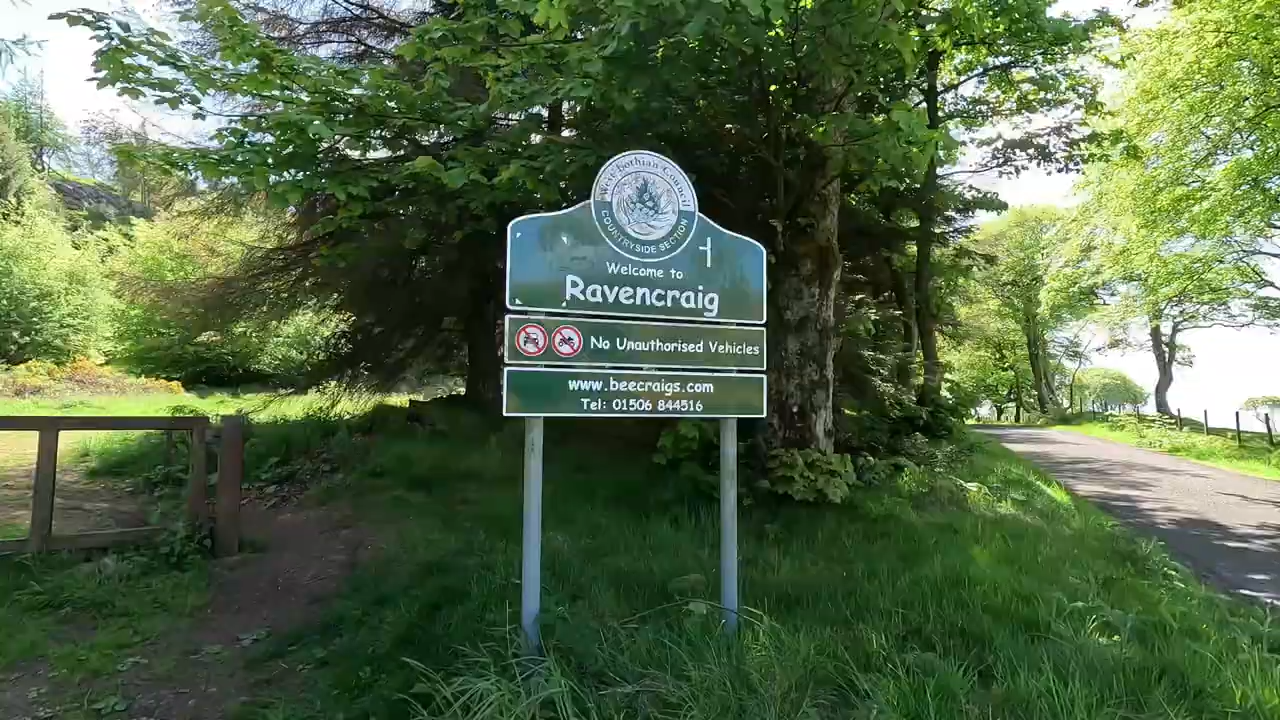 West Lothian Council
COUNTRYSIDE SECTION
Welcome to
Ravencraig
No Unauthorised Vehicles
www.beecraigs.com
Tel: 01506 844516